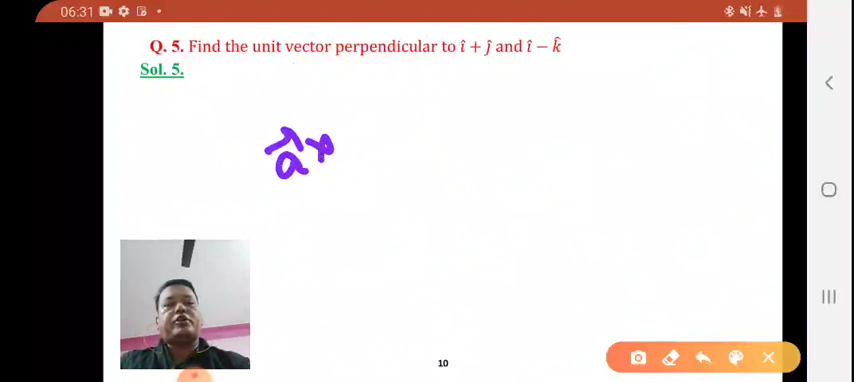 06:31
Q. 5. Find the unit vector perpendicular to î + ĵ and î − k̂
Sol. 5.
a⃗ ×
10